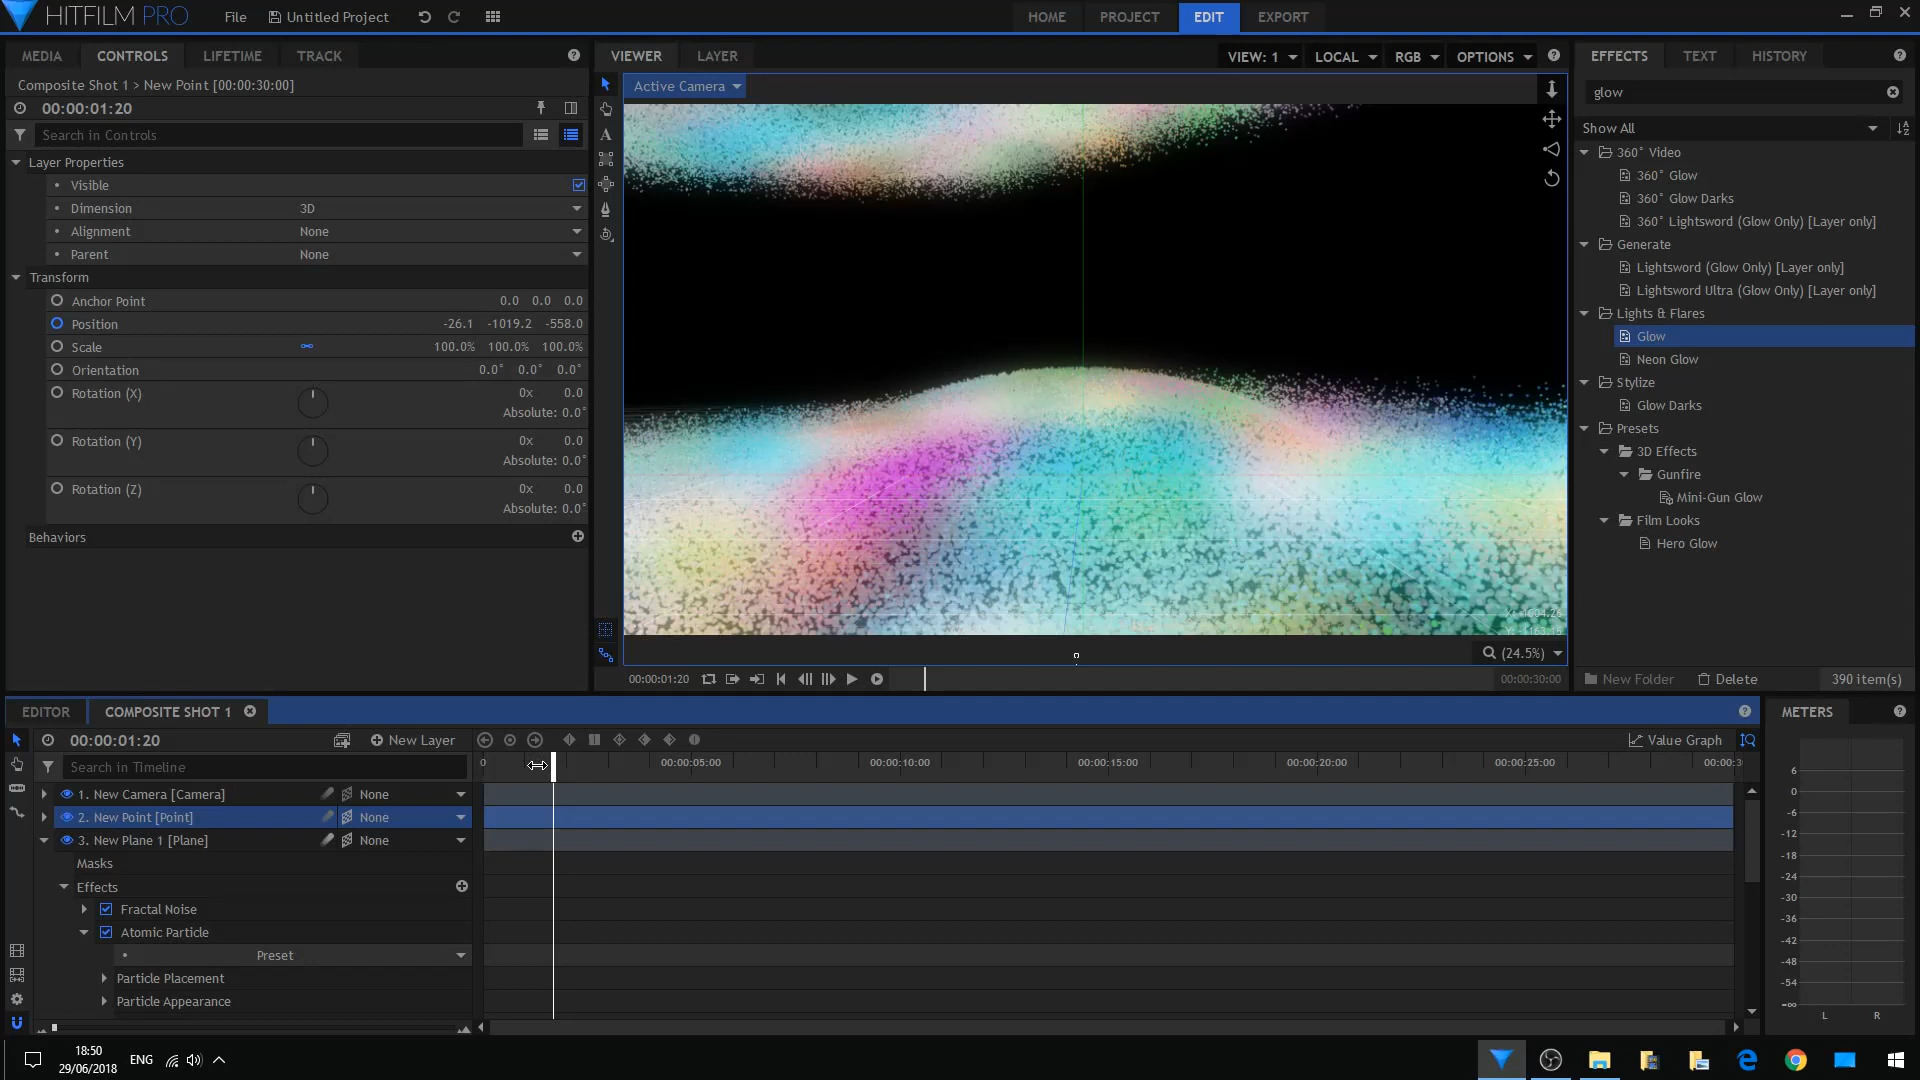 HITFILM PRO
File
Untitled Project
HOME
PROJECT
EDIT
EXPORT
MEDIA
CONTROLS
LIFETIME
TRACK
Composite Shot 1 > New Point [00:00:30:00]
00:00:01:20
Search in Controls
Layer Properties
Visible
Dimension 3D
Alignment None
Parent None
Transform
Anchor Point 0.0 0.0 0.0
Position -26.1 -1019.2 -558.0
Scale 100.0% 100.0% 100.0%
Orientation 0.0° 0.0° 0.0°
Rotation (X) 0x 0.0
Absolute: 0.0°
Rotation (Y) 0x 0.0
Absolute: 0.0°
Rotation (Z) 0x 0.0
Absolute: 0.0°
Behaviors
VIEWER
LAYER
VIEW: 1
LOCAL
RGB
OPTIONS
Active Camera
(24.5%)
00:00:01:20
00:00:30:00
EFFECTS
TEXT
HISTORY
glow
Show All
360° Video
360° Glow
360° Glow Darks
360° Lightsword (Glow Only) [Layer only]
Generate
Lightsword (Glow Only) [Layer only]
Lightsword Ultra (Glow Only) [Layer only]
Lights & Flares
Glow
Neon Glow
Stylize
Glow Darks
Presets
3D Effects
Gunfire
Mini-Gun Glow
Film Looks
Hero Glow
New Folder
Delete
390 item(s)
EDITOR
COMPOSITE SHOT 1
00:00:01:20
New Layer
Value Graph
Search in Timeline
0
00:00:05:00
00:00:10:00
00:00:15:00
00:00:20:00
00:00:25:00
1. New Camera [Camera] None
2. New Point [Point] None
3. New Plane 1 [Plane] None
Masks
Effects
Fractal Noise
Atomic Particle
Preset
Particle Placement
Particle Appearance
METERS
6
0
-6
-12
-18
-24
-30
-36
-42
-48
-54
-∞
L R
18:50
29/06/2018
ENG